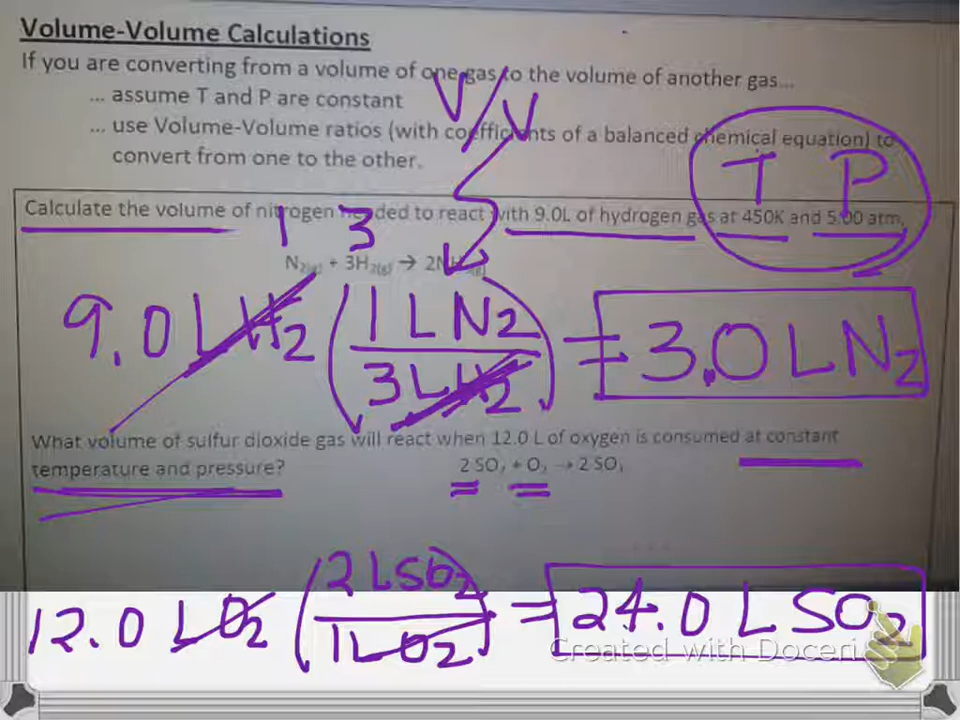 Volume-Volume Calculations
If you are converting from a volume of one gas to the volume of another gas...
... assume T and P are constant
... use Volume-Volume ratios (with coefficients of a balanced chemical equation) to
convert from one to the other.
V/V
T P
Calculate the volume of nitrogen needed to react with 9.0L of hydrogen gas at 450K and 5.00 atm.
1 3
N2(g) + 3H2(g) → 2NH3(g)
9.0 L H2 (1 L N2 / 3 L H2) = 3.0 L N2
What volume of sulfur dioxide gas will react when 12.0 L of oxygen is consumed at constant
temperature and pressure?
2 SO2 + O2 → 2 SO3
12.0 L O2 (2 L SO2 / 1 L O2) = 24.0 L SO2
Created with Doceri